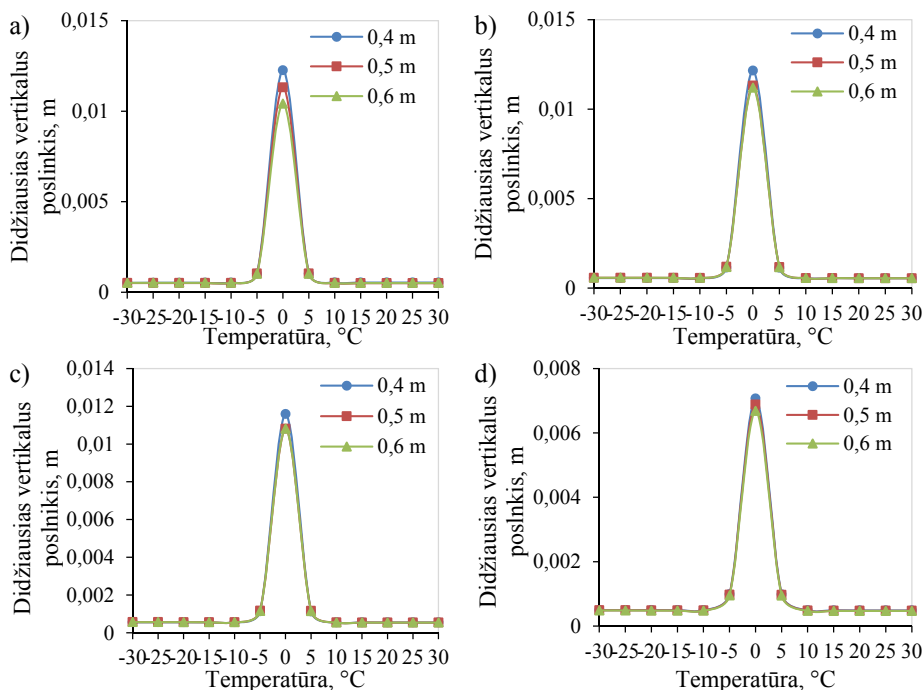 a)
0,015
0,01
0,005
0
Didžiausias vertikalus
poslinkis, m
0,4 m
0,5 m
0,6 m
-30-25-20-15-10 -5 0 5 10 15 20 25 30
Temperatūra, °C
b)
0,015
0,01
0,005
0
Didžiausias vertikalus
poslinkis, m
0,4 m
0,5 m
0,6 m
-30-25-20-15-10 -5 0 5 10 15 20 25 30
Temperatūra, °C
c)
0,014
0,012
0,01
0,008
0,006
0,004
0,002
0
Didžiausias vertikalus
poslnikis, m
0,4 m
0,5 m
0,6 m
-30-25-20-15-10 -5 0 5 10 15 20 25 30
Temperatūra, °C
d)
0,008
0,006
0,004
0,002
0
Didžiausias vertikalus
poslnkis, m
0,4 m
0,5 m
0,6 m
-30-25-20-15-10 -5 0 5 10 15 20 25 30
Temperatūra, °C